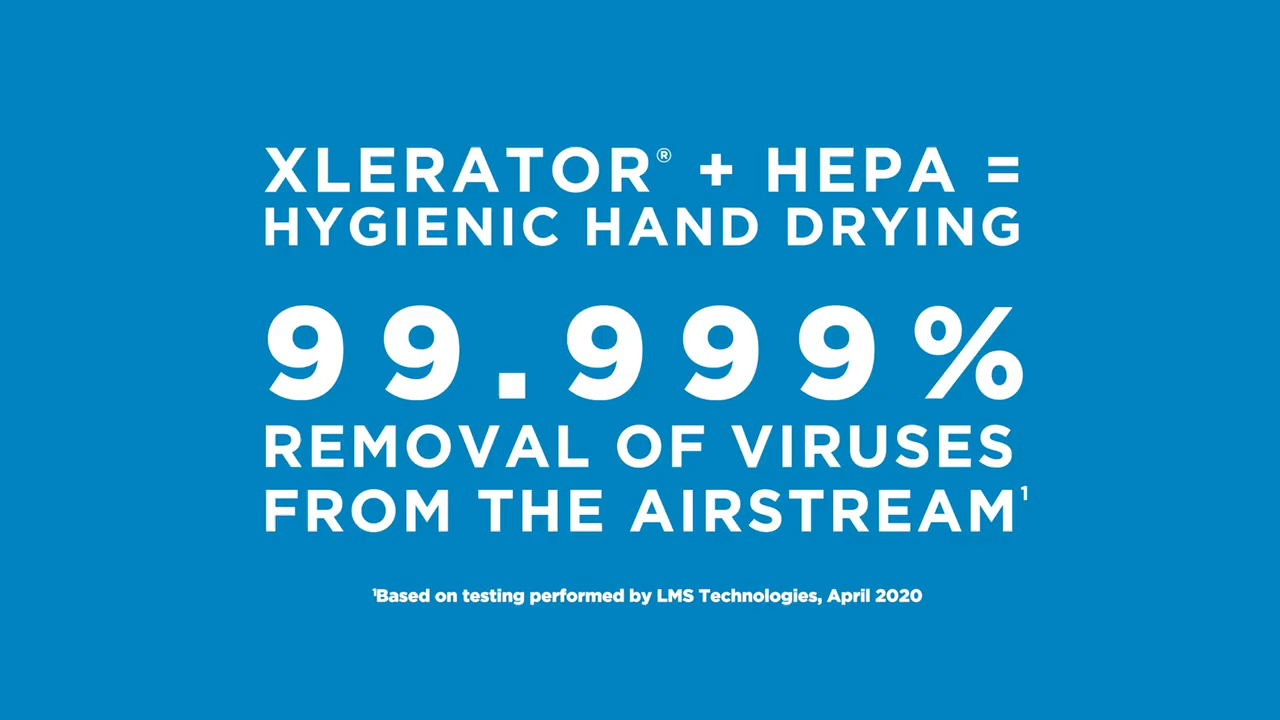 XLERATOR® + HEPA =
HYGIENIC HAND DRYING
99.999%
REMOVAL OF VIRUSES
FROM THE AIRSTREAM¹
¹Based on testing performed by LMS Technologies, April 2020